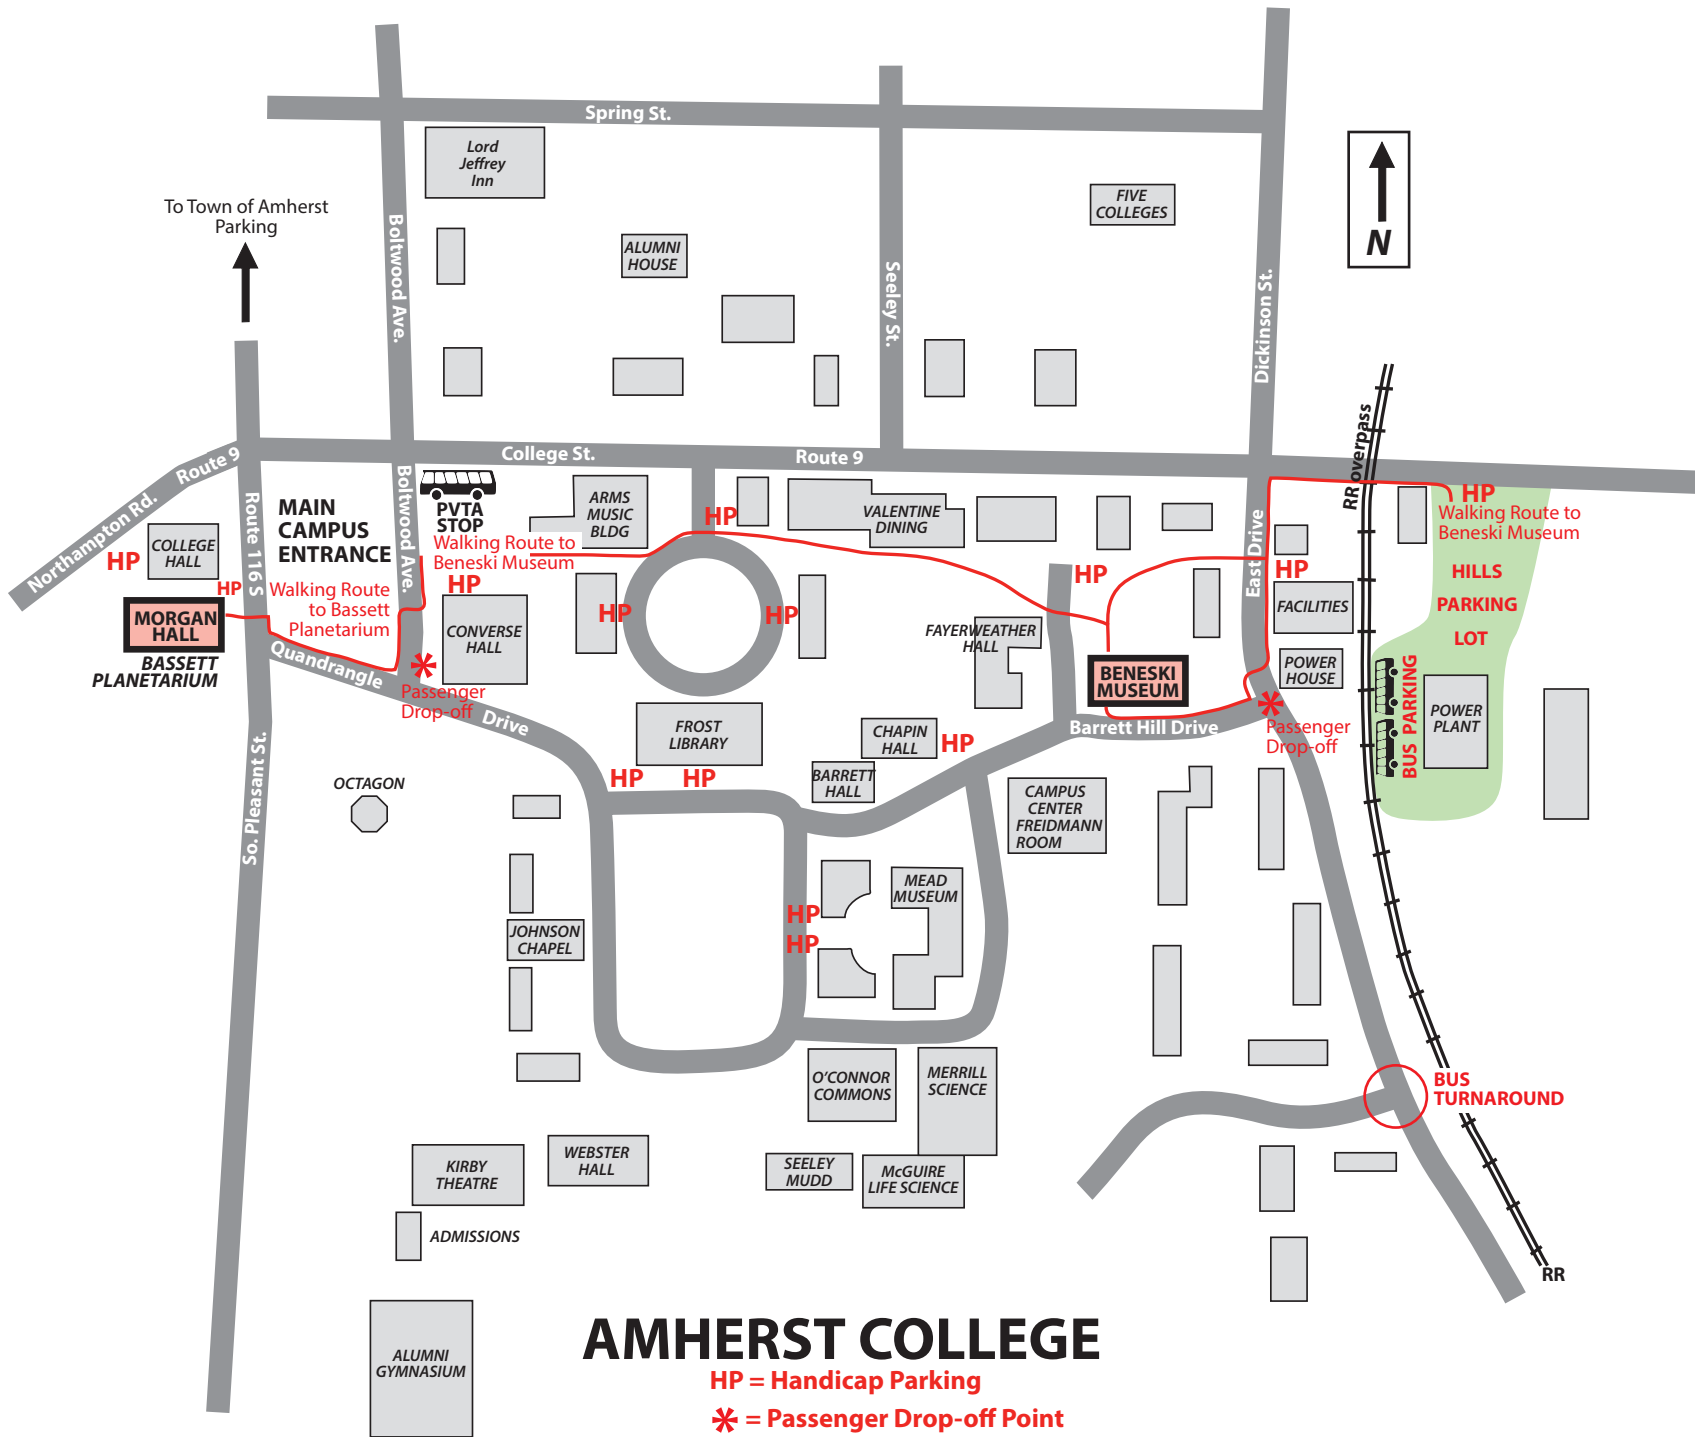 Spring St.
Lord
Jeffrey
Inn
FIVE
COLLEGES
To Town of Amherst
Parking
Boltwood Ave.
ALUMNI
HOUSE
Seeley St.
Dickinson St.
N
RR overpass
Northampton Rd.
Route 9
College St.
Route 9
Route 116 S
MAIN
CAMPUS
ENTRANCE
Boltwood Ave.
PVTA
STOP
Walking Route to
Beneski Museum
HP
ARMS
MUSIC
BLDG
HP
VALENTINE
DINING
East Drive
HP
Walking Route to
Beneski Museum
HILLS
PARKING
LOT
COLLEGE
HALL
HP
HP
MORGAN
HALL
BASSETT
PLANETARIUM
Walking Route
to Bassett
Planetarium
Quandrangle
Drive
CONVERSE
HALL
Passenger
Drop-off
HP
HP
HP
HP
FACILITIES
FAYERWEATHER
HALL
BENESKI
MUSEUM
POWER
HOUSE
Passenger
Drop-off
Barrett Hill Drive
BUS PARKING
POWER
PLANT
FROST
LIBRARY
HP
HP
CHAPIN
HALL
HP
BARRETT
HALL
CAMPUS
CENTER
FREIDMANN
ROOM
So. Pleasant St.
OCTAGON
JOHNSON
CHAPEL
HP
HP
MEAD
MUSEUM
O'CONNOR
COMMONS
MERRILL
SCIENCE
BUS
TURNAROUND
KIRBY
THEATRE
WEBSTER
HALL
SEELEY
MUDD
McGUIRE
LIFE SCIENCE
ADMISSIONS
RR
ALUMNI
GYMNASIUM
AMHERST COLLEGE
HP = Handicap Parking
* = Passenger Drop-off Point